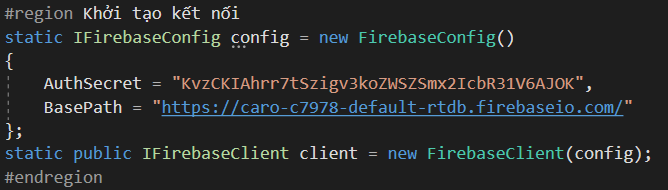 #region Khởi tạo kết nối
static IFirebaseConfig config = new FirebaseConfig()
{
AuthSecret = "KvzCKIAhrr7tSzigv3koZWSZSmx2IcbR31V6AJOK",
BasePath = "https://caro-c7978-default-rtdb.firebaseio.com/"
};
static public IFirebaseClient client = new FirebaseClient(config);
#endregion